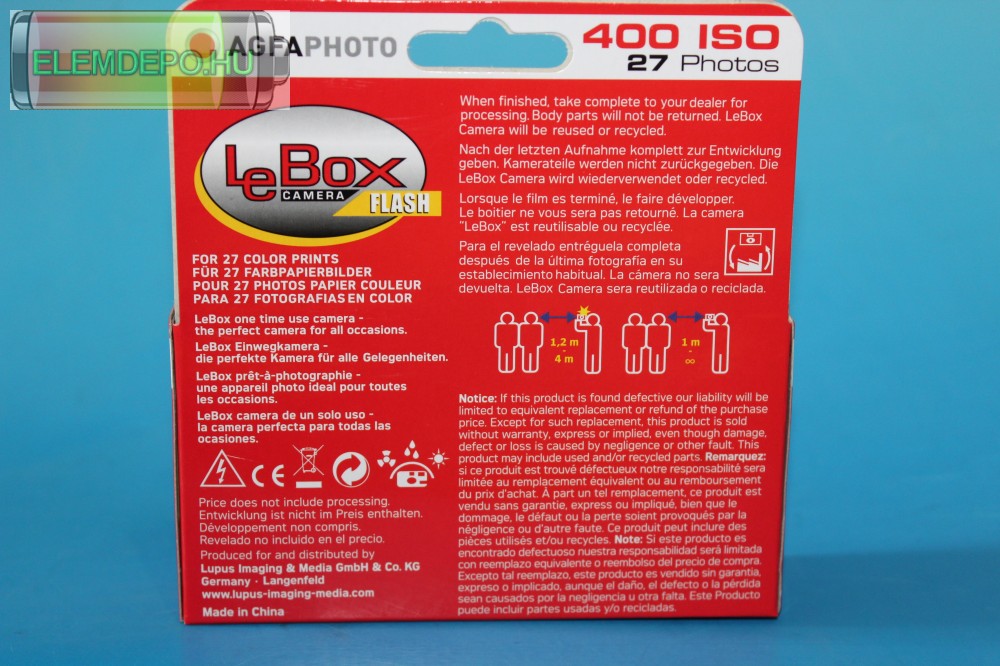 ELEMDEPO.HU
AGFAPHOTO
400 ISO
27 Photos
LeBox
CAMERA
FLASH
FOR 27 COLOR PRINTS
FÜR 27 FARBPAPIERBILDER
POUR 27 PHOTOS PAPIER COULEUR
PARA 27 FOTOGRAFIAS EN COLOR
LeBox one time use camera -
the perfect camera for all occasions.
LeBox Einwegkamera -
die perfekte Kamera für alle Gelegenheiten.
LeBox prêt-à-photographie -
une appareil photo ideal pour toutes
les occasions.
LeBox camera de un solo uso -
la camera perfecta para todas las
ocasiones.
CE
Price does not include processing.
Entwicklung ist nicht im Preis enthalten.
Développement non compris.
Revelado no incluido en el precio.
Produced for and distributed by
Lupus Imaging & Media GmbH & Co. KG
Germany · Langenfeld
www.lupus-imaging-media.com
Made in China
When finished, take complete to your dealer for
processing. Body parts will not be returned. LeBox
Camera will be reused or recycled.
Nach der letzten Aufnahme komplett zur Entwicklung
geben. Kamerateile werden nicht zurückgegeben. Die
LeBox Camera wird wiederverwendet oder recycled.
Lorsque le film es terminé, le faire développer.
Le boitier ne vous sera pas retourné. La camera
"LeBox" est reutilisable ou recyclée.
Para el revelado entréguela completa
después de la última fotografía en su
establecimiento habitual. La cámara no sera
devuelta. LeBox Camera sera reutilizada o reciclada.
1,2 m
-
4 m
1 m
-
∞
Notice: If this product is found defective our liability will be
limited to equivalent replacement or refund of the purchase
price. Except for such replacement, this product is sold
without warranty, express or implied, even though damage,
defect or loss is caused by negligence or other fault. This
product may include used and/or recycled parts. Remarquez:
si ce produit est trouvé défectueux notre responsabilité sera
limitée au remplacement équivalent ou au remboursement
du prix d'achat. À part un tel remplacement, ce produit est
vendu sans garantie, express ou impliqué, bien que le
dommage, le défaut ou la perte soient provoqués par la
négligence ou d'autre faute. Ce produit peut inclure des
pièces utilisés et/ou recycles. Note: Si este producto es
encontrado defectuoso nuestra responsabilidad será limitada
con reemplazo equivalente o reembolso del precio de compra.
Excepto tal reemplazo, este producto es vendido sin garantía,
expreso o implicado, aunque el daño, el defecto o la pérdida
sean causados por la negligencia u otra falta. Este Producto
puede incluir partes usadas y/o recicladas.